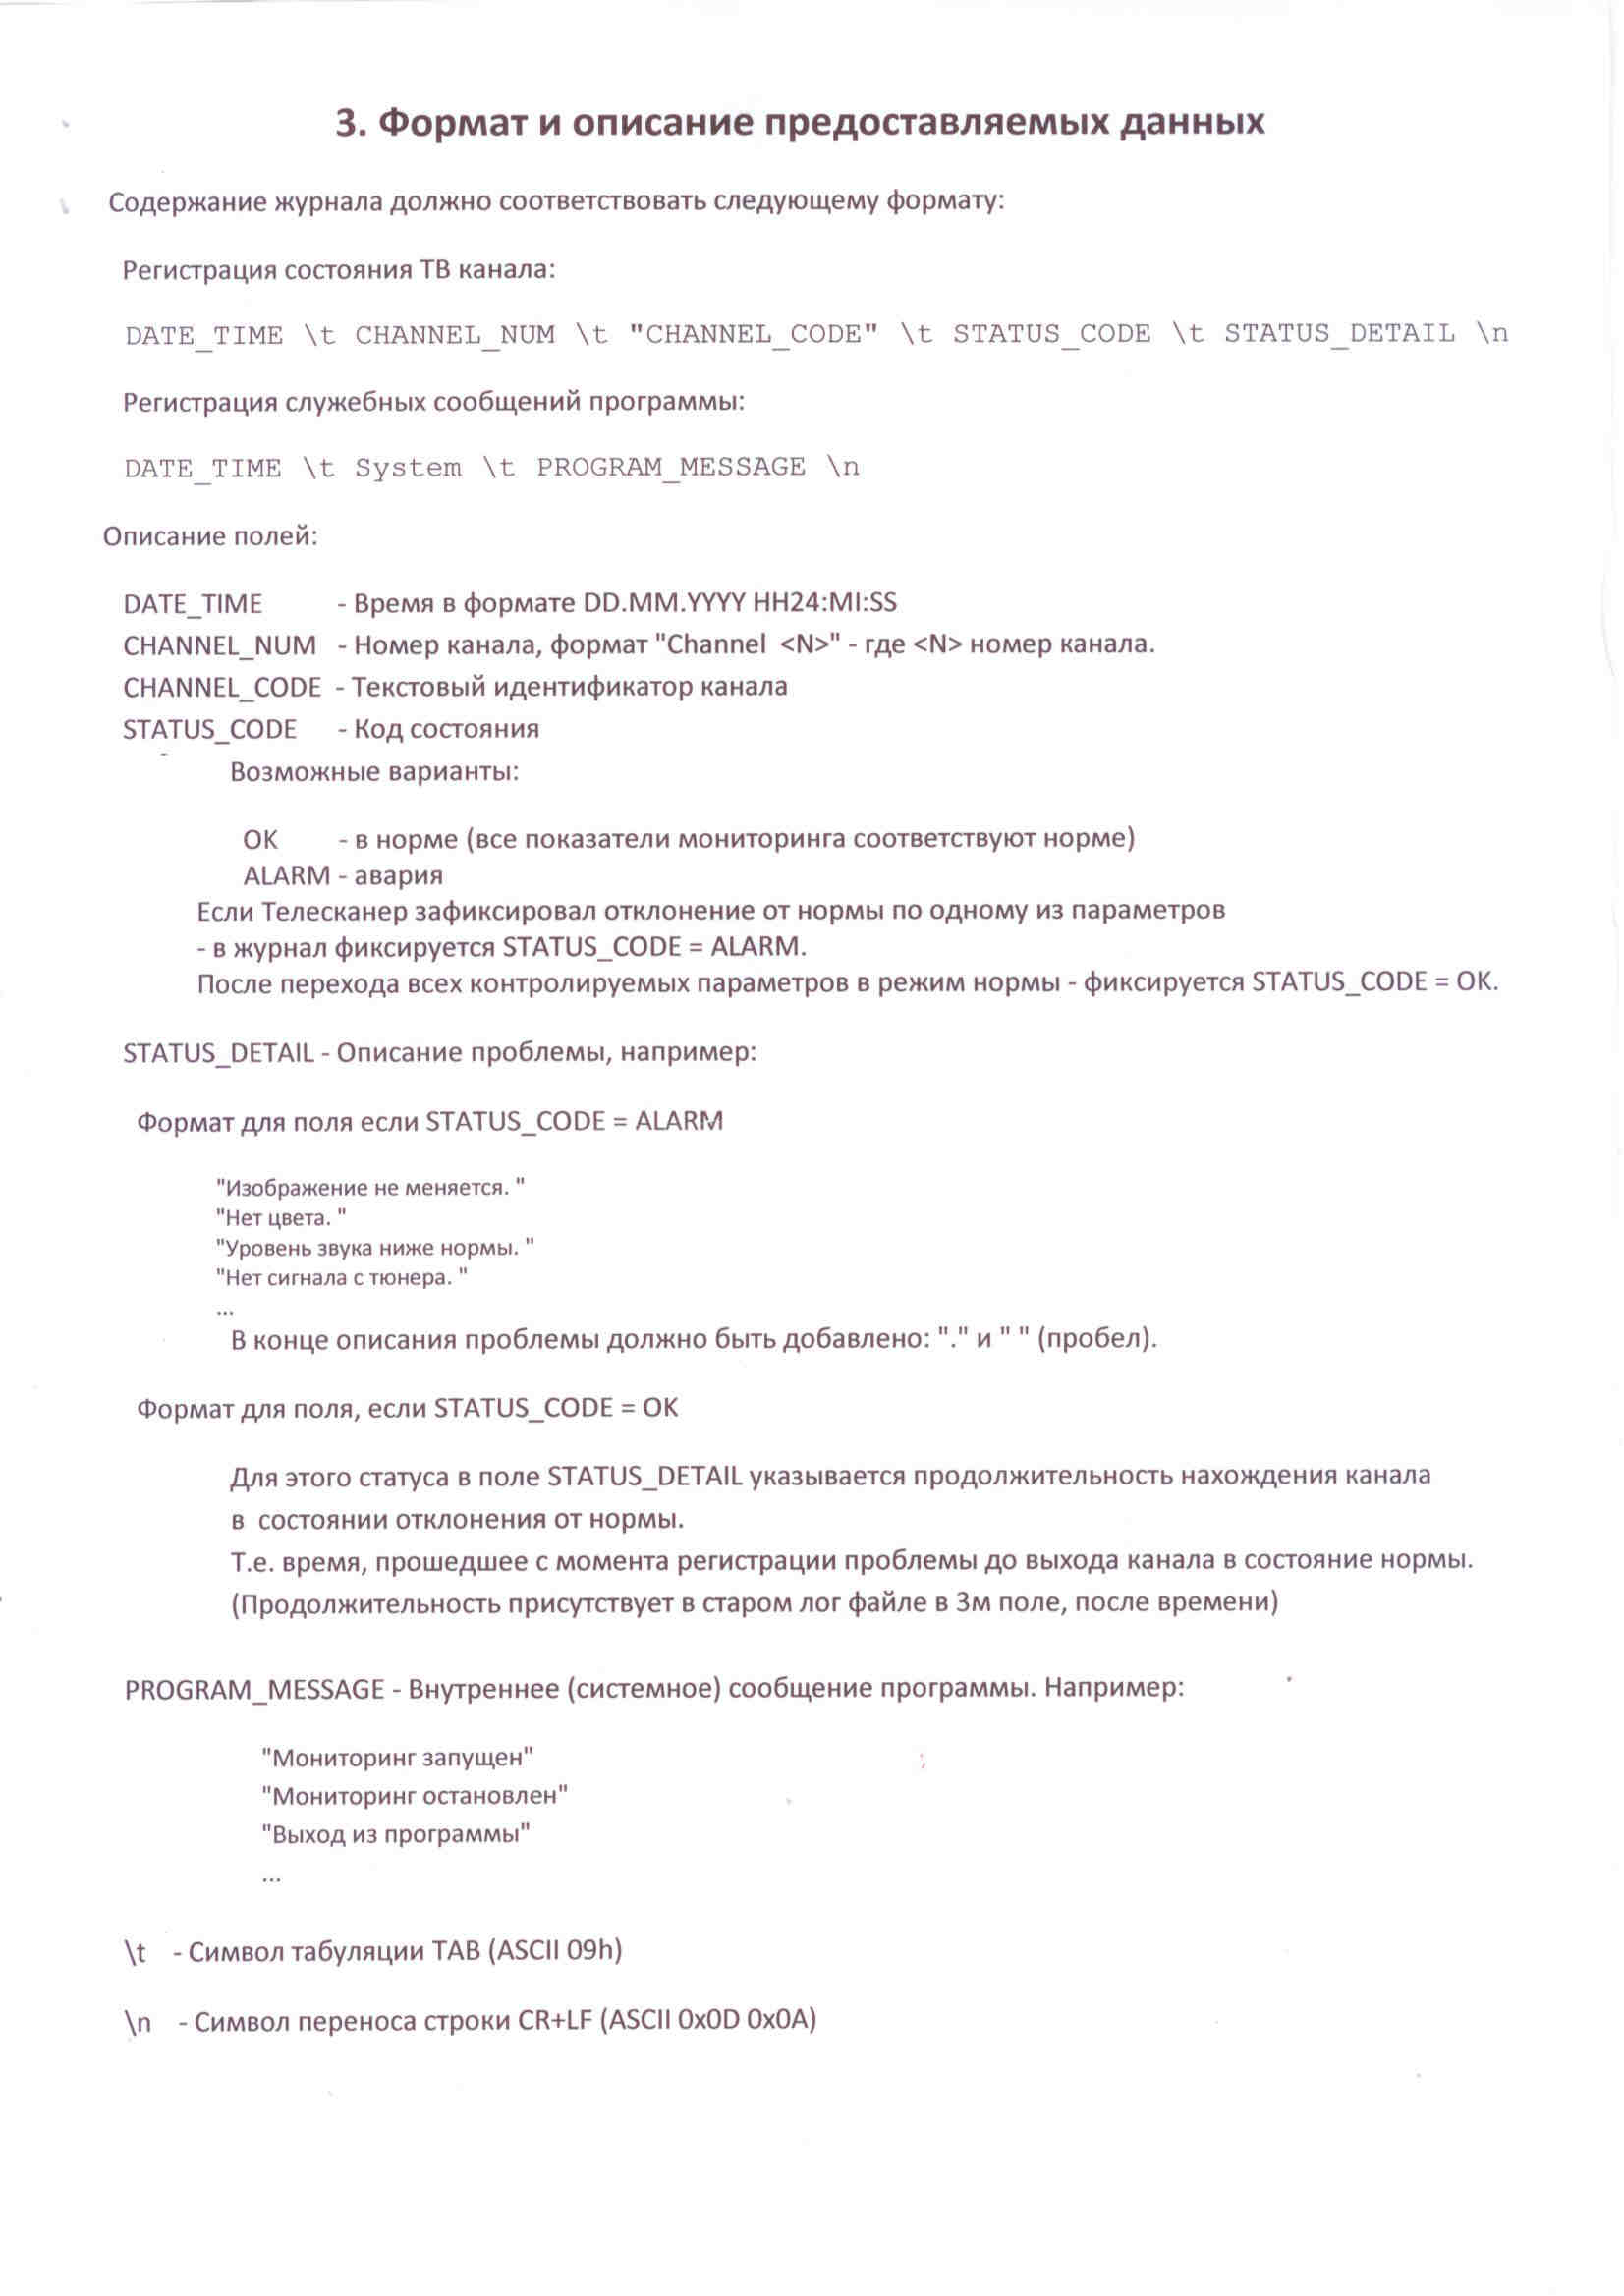 3. Формат и описание предоставляемых данных
Содержание журнала должно соответствовать следующему формату:
Регистрация состояния ТВ канала:
DATE_TIME \t CHANNEL_NUM \t "CHANNEL_CODE" \t STATUS_CODE \t STATUS_DETAIL \n
Регистрация служебных сообщений программы:
DATE_TIME \t System \t PROGRAM_MESSAGE \n
Описание полей:
DATE_TIME - Время в формате DD.MM.YYYY HH24:MI:SS
CHANNEL_NUM - Номер канала, формат "Channel <N>" - где <N> номер канала.
CHANNEL_CODE - Текстовый идентификатор канала
STATUS_CODE - Код состояния
Возможные варианты:
OK - в норме (все показатели мониторинга соответствуют норме)
ALARM - авария
Если Телесканер зафиксировал отклонение от нормы по одному из параметров
- в журнал фиксируется STATUS_CODE = ALARM.
После перехода всех контролируемых параметров в режим нормы - фиксируется STATUS_CODE = OK.
STATUS_DETAIL - Описание проблемы, например:
Формат для поля если STATUS_CODE = ALARM
"Изображение не меняется. "
"Нет цвета. "
"Уровень звука ниже нормы. "
"Нет сигнала с тюнера. "
...
В конце описания проблемы должно быть добавлено: "." и " " (пробел).
Формат для поля, если STATUS_CODE = OK
Для этого статуса в поле STATUS_DETAIL указывается продолжительность нахождения канала
в состоянии отклонения от нормы.
Т.е. время, прошедшее с момента регистрации проблемы до выхода канала в состояние нормы.
(Продолжительность присутствует в старом лог файле в 3м поле, после времени)
PROGRAM_MESSAGE - Внутреннее (системное) сообщение программы. Например:
"Мониторинг запущен"
"Мониторинг остановлен"
"Выход из программы"
...
\t - Символ табуляции TAB (ASCII 09h)
\n - Символ переноса строки CR+LF (ASCII 0x0D 0x0A)